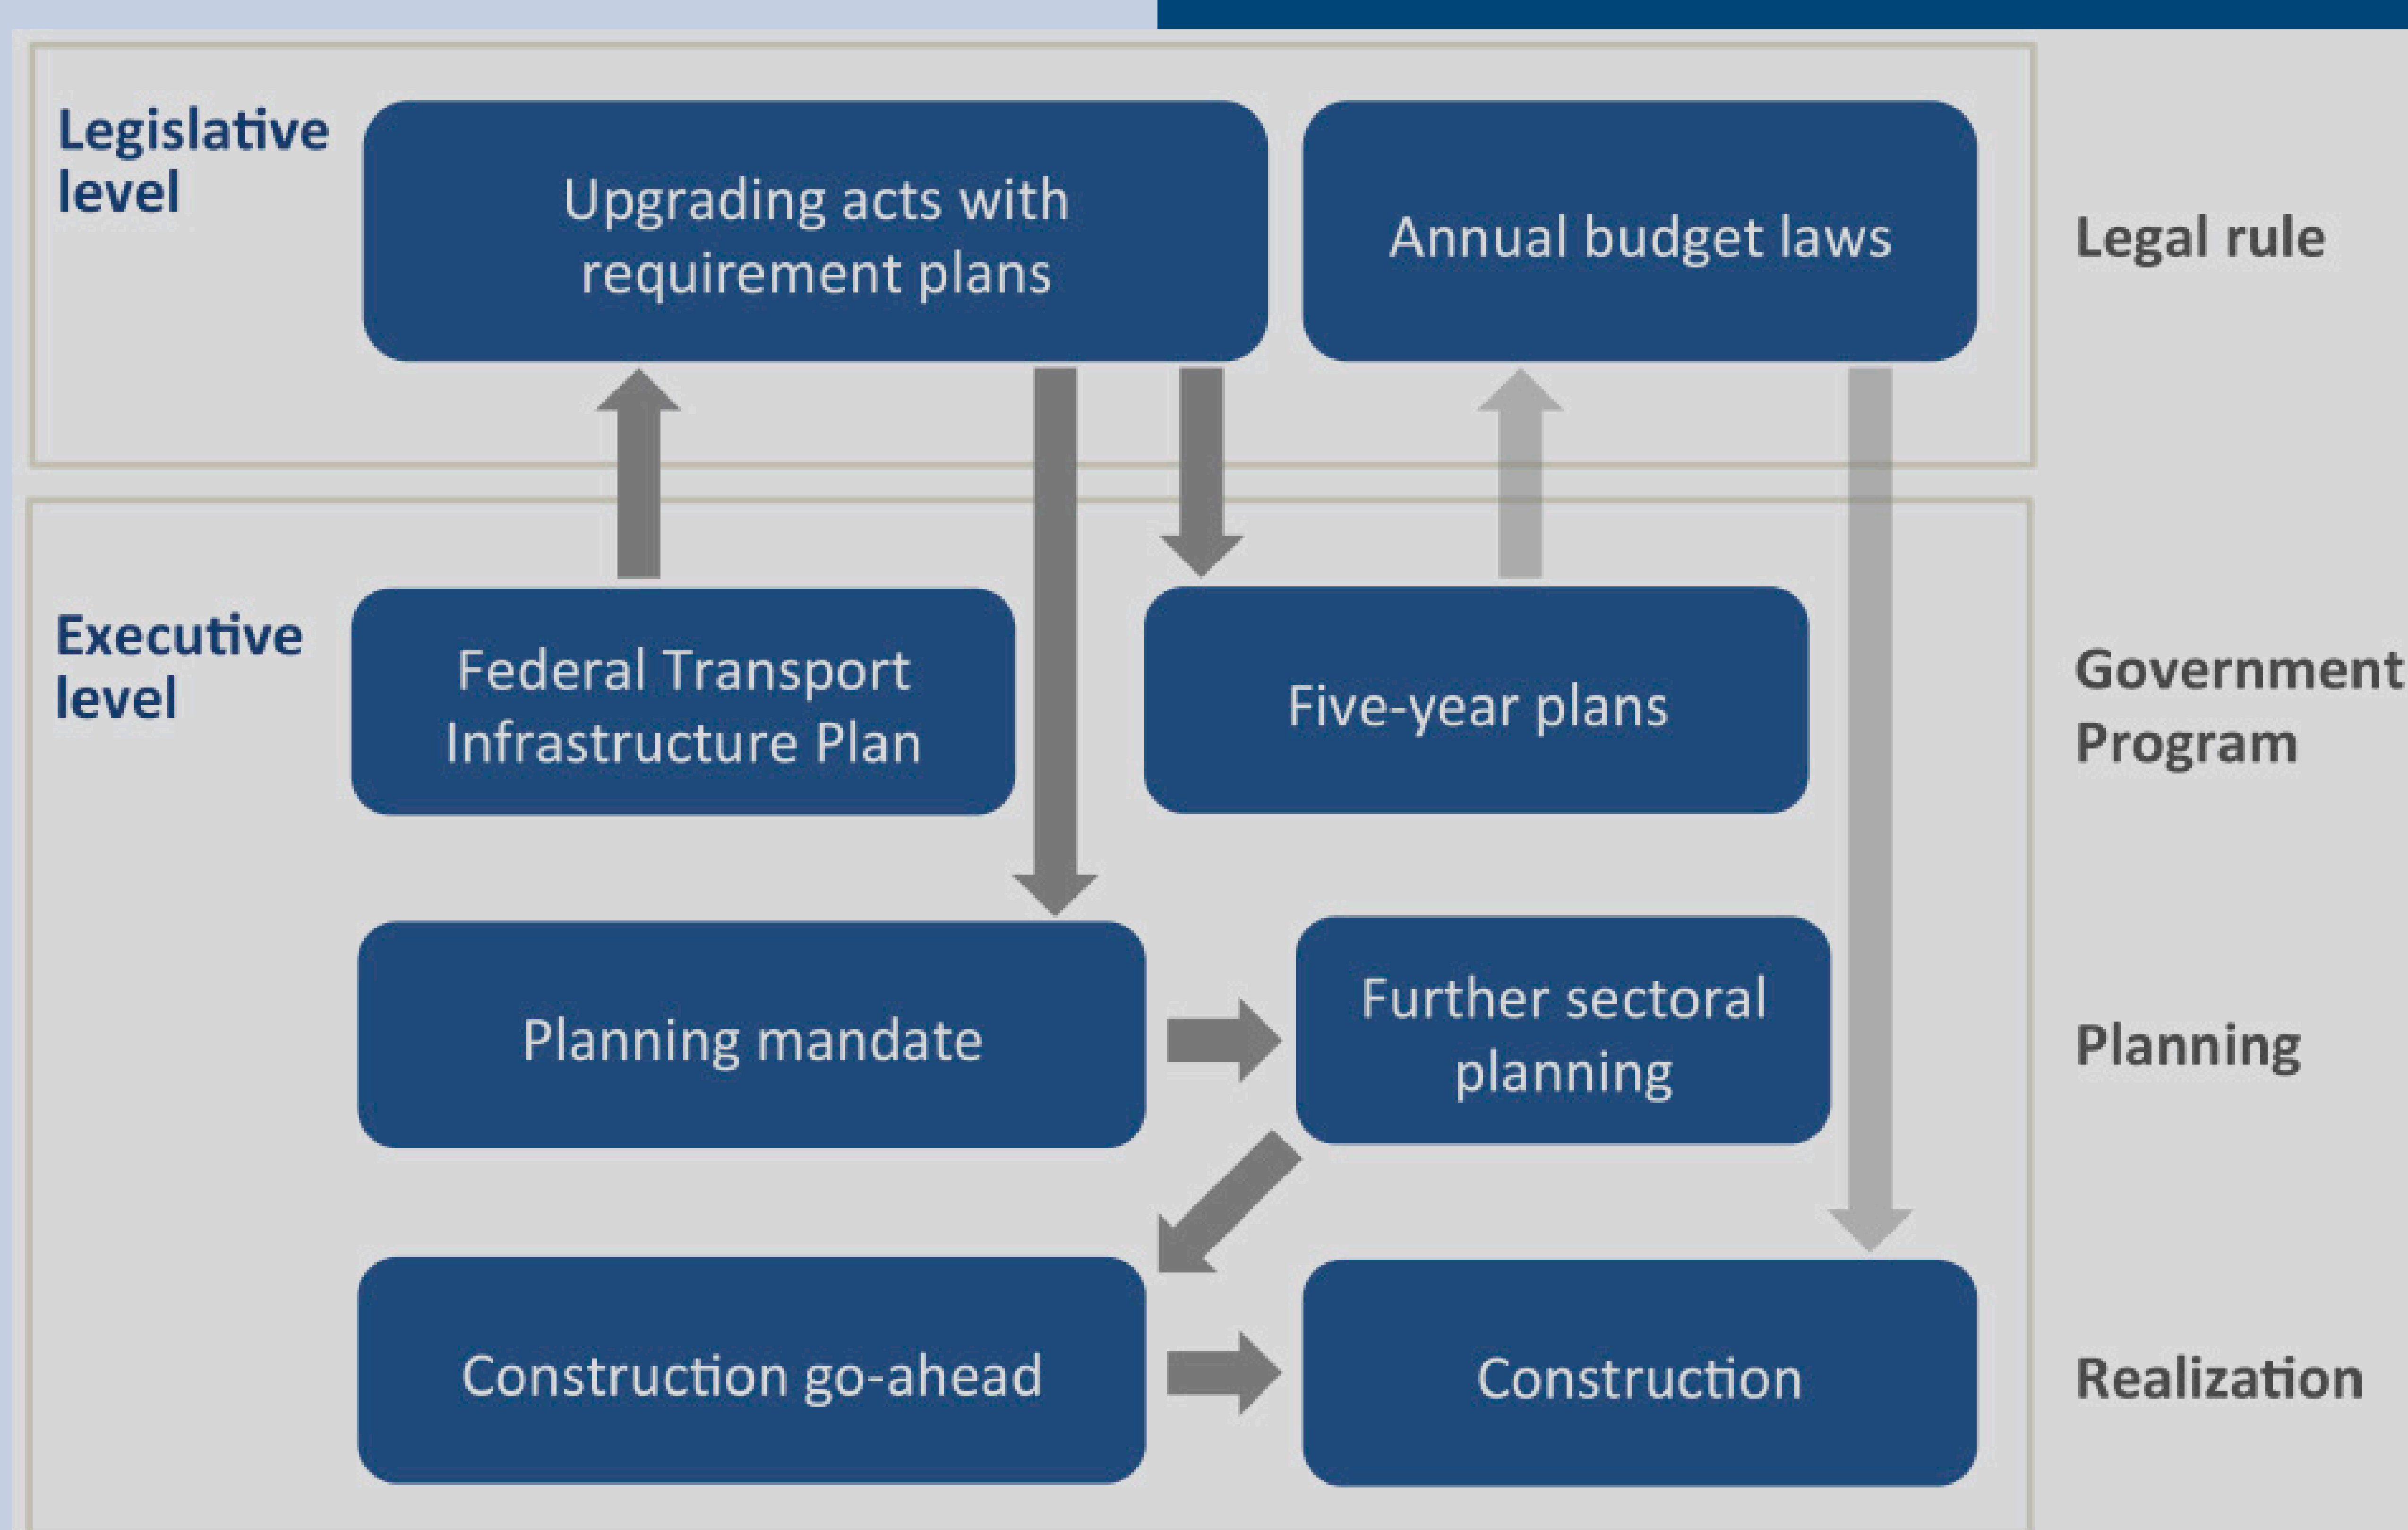 Legislative
level
Upgrading acts with
requirement plans
Annual budget laws
Legal rule
Executive
level
Federal Transport
Infrastructure Plan
Five-year plans
Government
Program
Planning mandate
Further sectoral
planning
Planning
Construction go-ahead
Construction
Realization